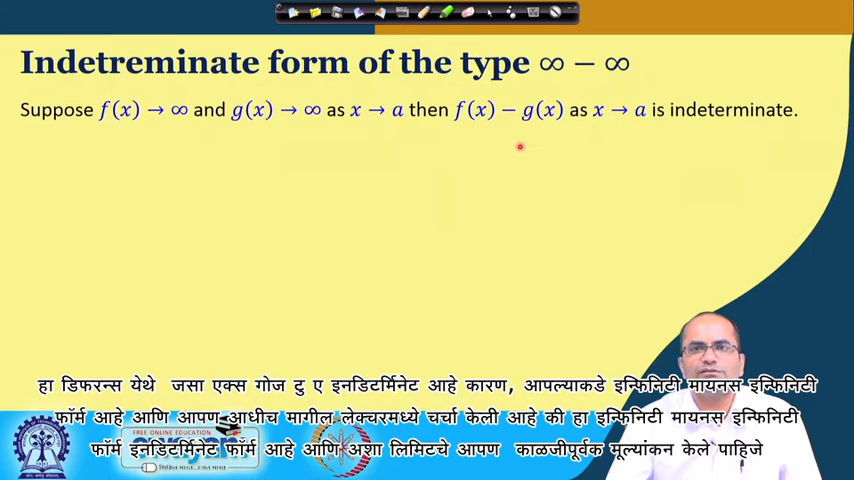 Indetreminate form of the type ∞ − ∞
Suppose f(x) → ∞ and g(x) → ∞ as x → a then f(x) − g(x) as x → a is indeterminate.
हा डिफरन्स येथे जसा एक्स गोज टु ए इनडिटर्मिनेट आहे कारण, आपल्याकडे इन्फिनिटी मायनस इन्फिनिटी
फॉर्म आहे आणि आपण आधीच मागील लेक्चरमध्ये चर्चा केली आहे की हा इन्फिनिटी मायनस इन्फिनिटी
फॉर्म इनडिटर्मिनेट फॉर्म आहे आणि अशा लिमिटचे आपण काळजीपूर्वक मूल्यांकन केले पाहिजे
FREE ONLINE EDUCATION